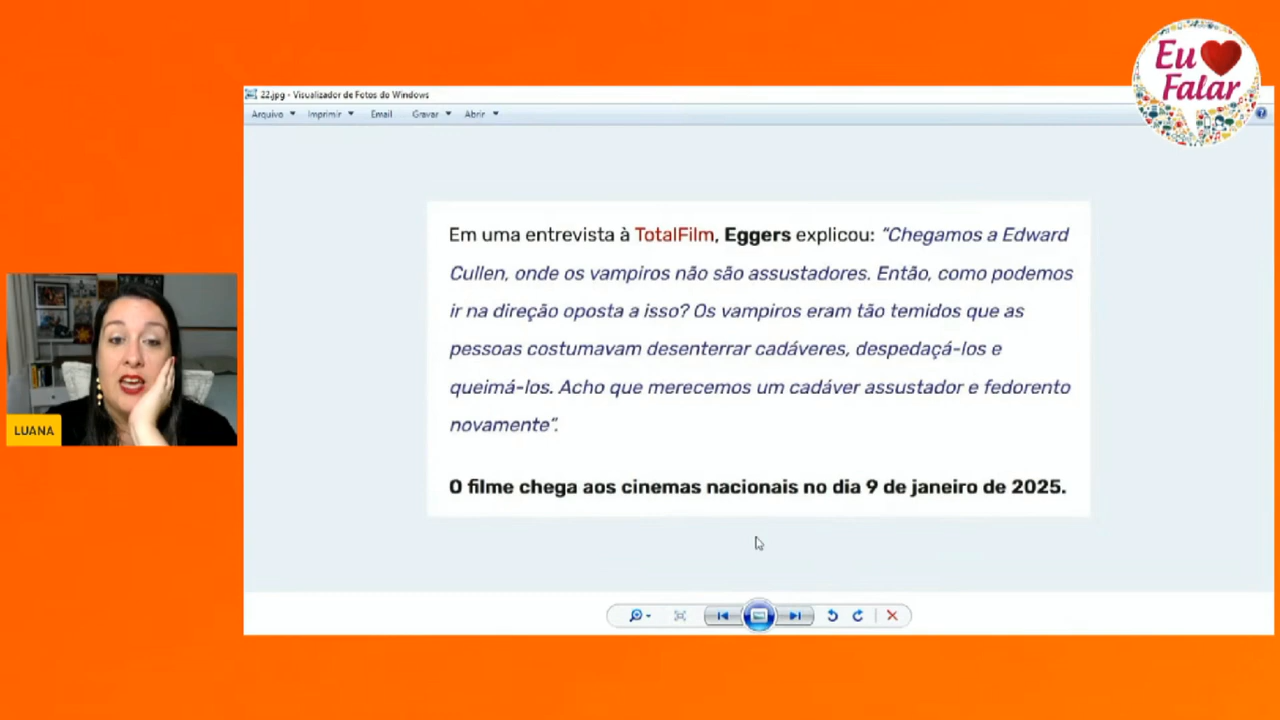 Eu
Falar
22.jpg - Visualizador de Fotos do Windows
Arquivo Imprimir Email Gravar Abrir
Em uma entrevista à TotalFilm, Eggers explicou: “Chegamos a Edward
Cullen, onde os vampiros não são assustadores. Então, como podemos
ir na direção oposta a isso? Os vampiros eram tão temidos que as
pessoas costumavam desenterrar cadáveres, despedaçá-los e
queimá-los. Acho que merecemos um cadáver assustador e fedorento
novamente”.
O filme chega aos cinemas nacionais no dia 9 de janeiro de 2025.
LUANA